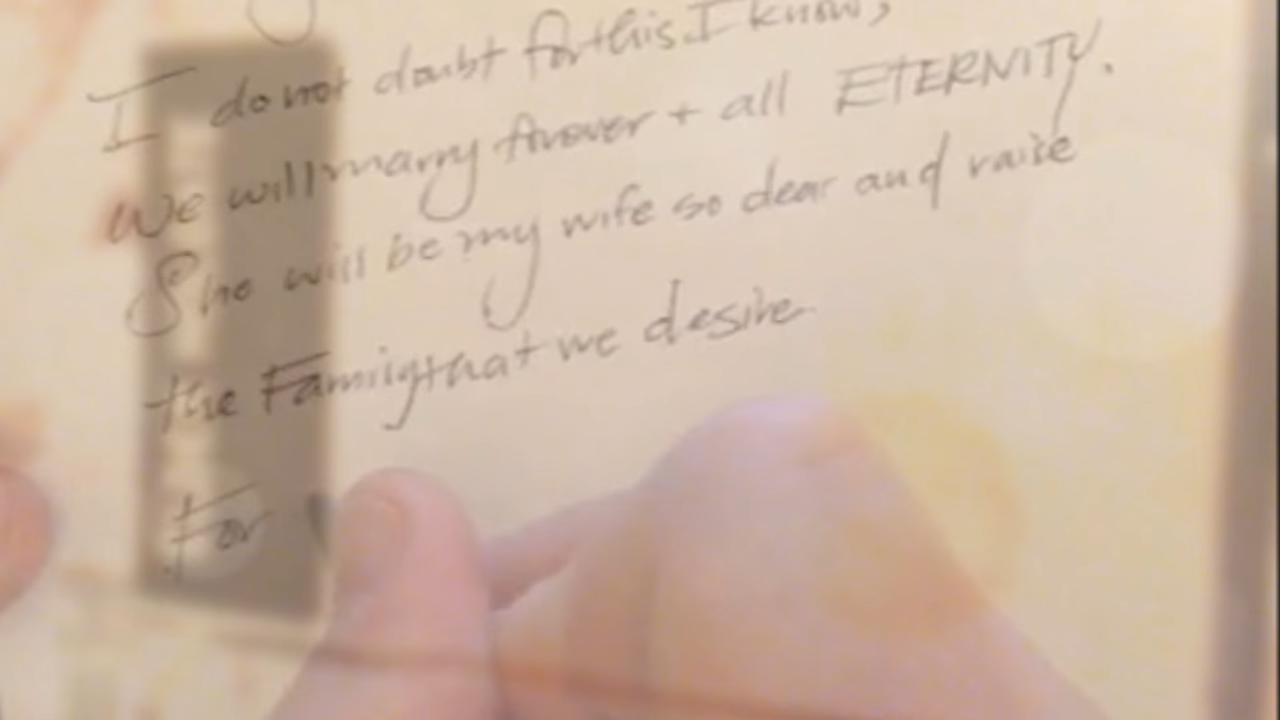 I do not doubt for this I know,
We will marry forever + all ETERNITY.
She will be my wife so dear and raise
the Family that we desire
For